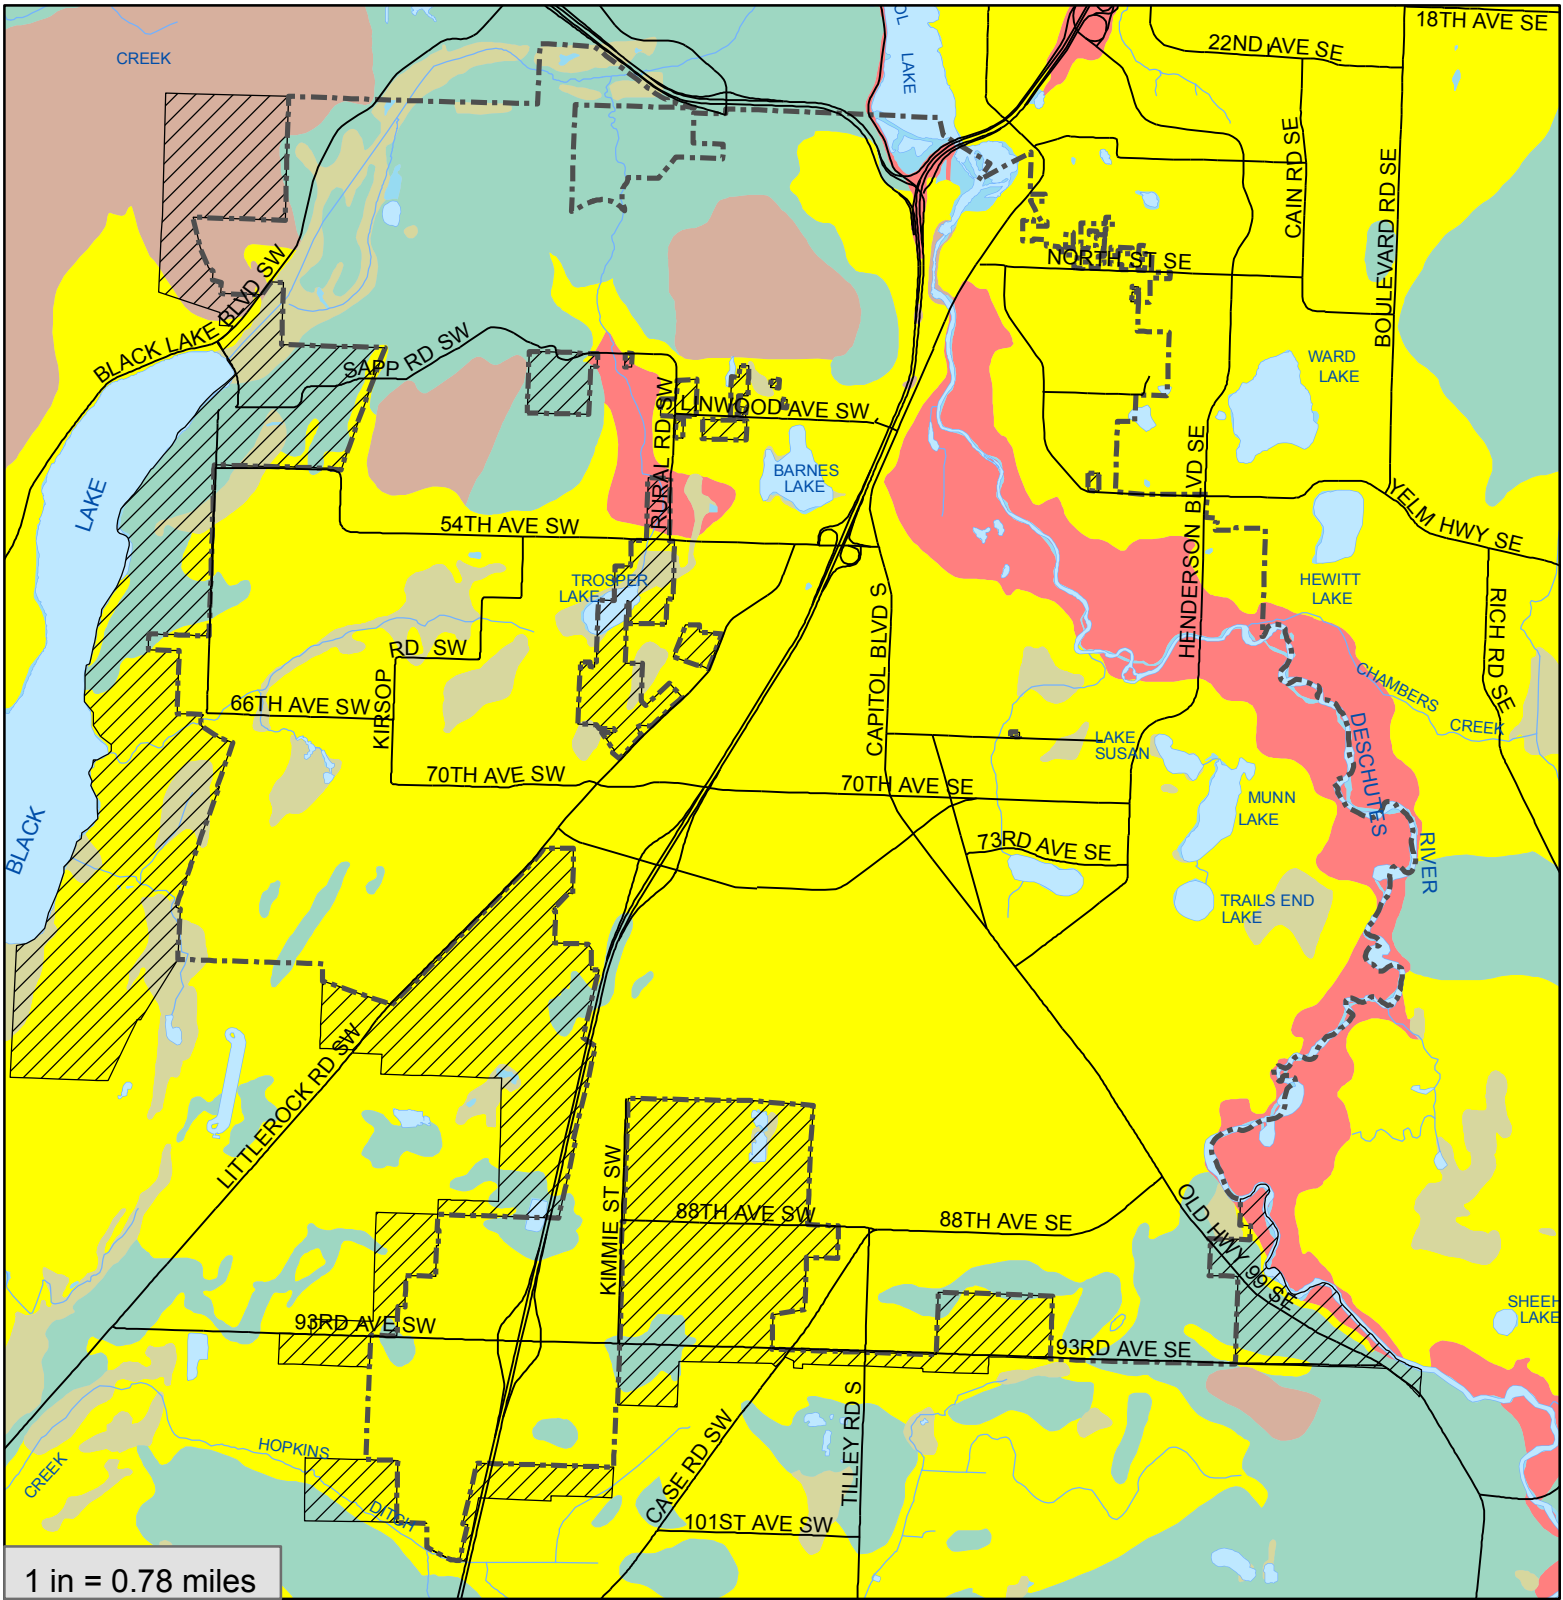 18TH AVE SE
OL
LAKE
22ND AVE SE
CREEK
CAIN RD SE
BOULEVARD RD SE
NORTH ST SE
BLACK LAKE BLVD SW
SAPP RD SW
WARD
LAKE
LINWOOD AVE SW
RURAL RD SW
BARNES
LAKE
HENDERSON BLVD SE
LAKE
YELM HWY SE
54TH AVE SW
TROSPER
LAKE
HEWITT
LAKE
CAPITOL BLVD S
RICH RD SE
RD SW
KIRSOP
CHAMBERS
CREEK
66TH AVE SW
DESCHUTES
RIVER
LAKE
SUSAN
70TH AVE SW
70TH AVE SE
MUNN
LAKE
BLACK
73RD AVE SE
TRAILS END
LAKE
LITTLEROCK RD SW
KIMMIE ST SW
88TH AVE SW
88TH AVE SE
OLD HWY 99 SE
SHEEH
LAKE
93RD AVE SW
93RD AVE SE
TILLEY RD S
CASE RD SW
HOPKINS
DITCH
CREEK
101ST AVE SW
1 in = 0.78 miles